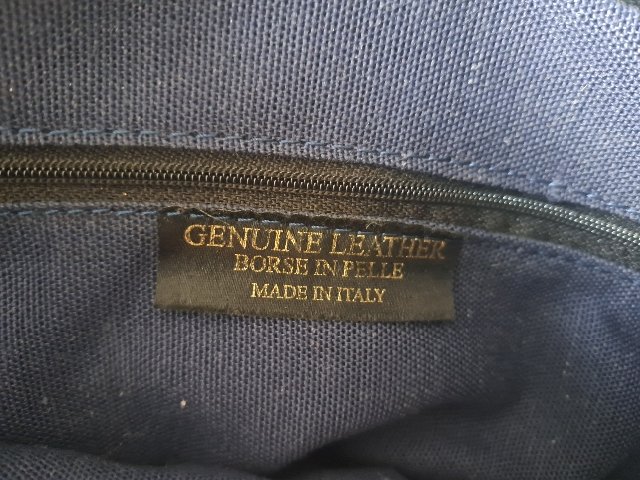 GENUINE LEATHER
BORSE IN PELLE
MADE IN ITALY